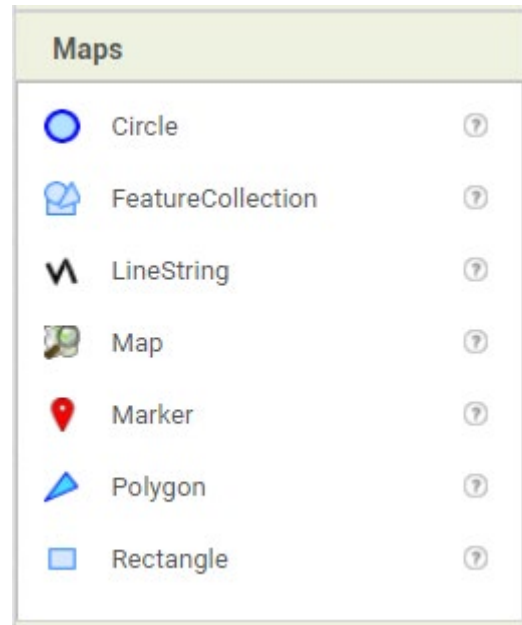 Maps
Circle ?
FeatureCollection ?
LineString ?
Map ?
Marker ?
Polygon ?
Rectangle ?